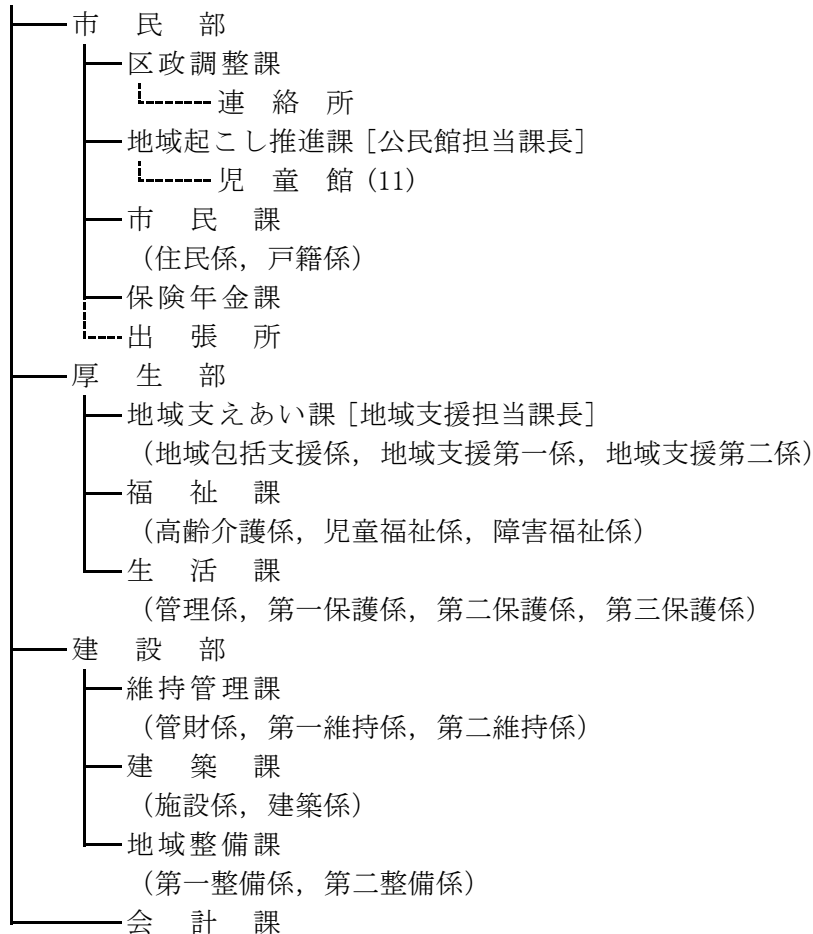 市民部
区政調整課
連絡所
地域起こし推進課［公民館担当課長］
児童館(11)
市民課
（住民係，戸籍係）
保険年金課
出張所
厚生部
地域支えあい課［地域支援担当課長］
（地域包括支援係，地域支援第一係，地域支援第二係）
福祉課
（高齢介護係，児童福祉係，障害福祉係）
生活課
（管理係，第一保護係，第二保護係，第三保護係）
建設部
維持管理課
（管財係，第一維持係，第二維持係）
建築課
（施設係，建築係）
地域整備課
（第一整備係，第二整備係）
会計課